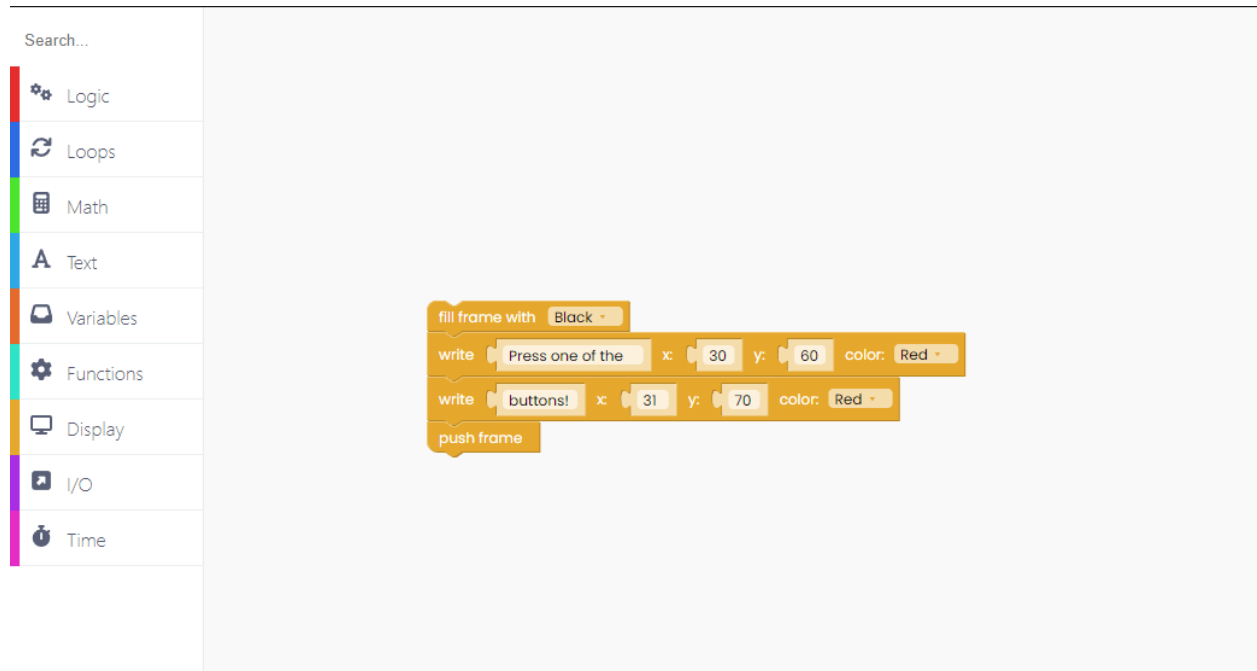 Search...
Logic
Loops
Math
Text
Variables
Functions
Display
I/O
Time
fill frame with Black
write Press one of the x: 30 y: 60 color: Red
write buttons! x: 31 y: 70 color: Red
push frame